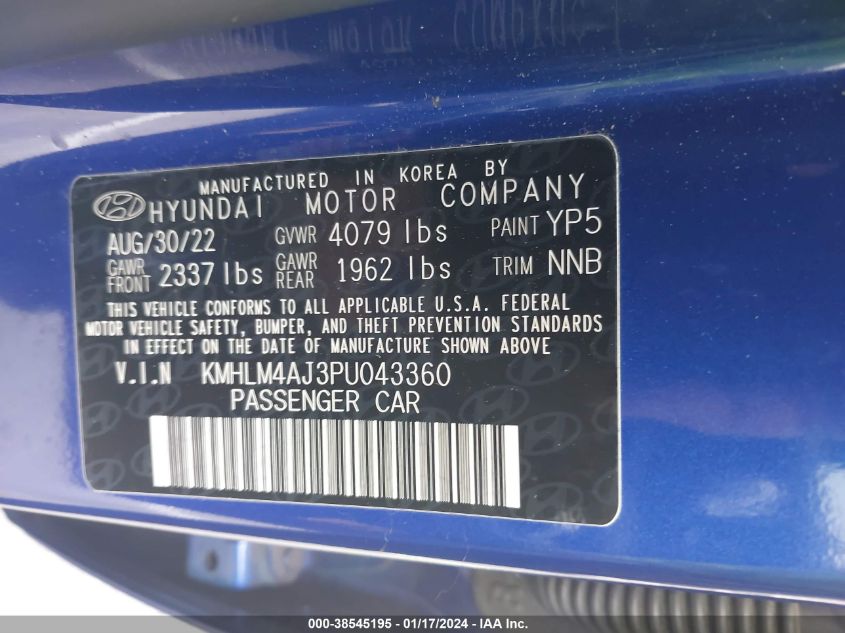 MANUFACTURED IN KOREA BY
HYUNDAI MOTOR COMPANY
AUG/30/22 GVWR 4079 lbs PAINT YP5
GAWR FRONT 2337 lbs GAWR REAR 1962 lbs TRIM NNB
THIS VEHICLE CONFORMS TO ALL APPLICABLE U.S.A. FEDERAL
MOTOR VEHICLE SAFETY, BUMPER, AND THEFT PREVENTION STANDARDS
IN EFFECT ON THE DATE OF MANUFACTURE SHOWN ABOVE
V.I.N KMHLM4AJ3PU043360
PASSENGER CAR
000-38545195 - 01/17/2024 - IAA Inc.